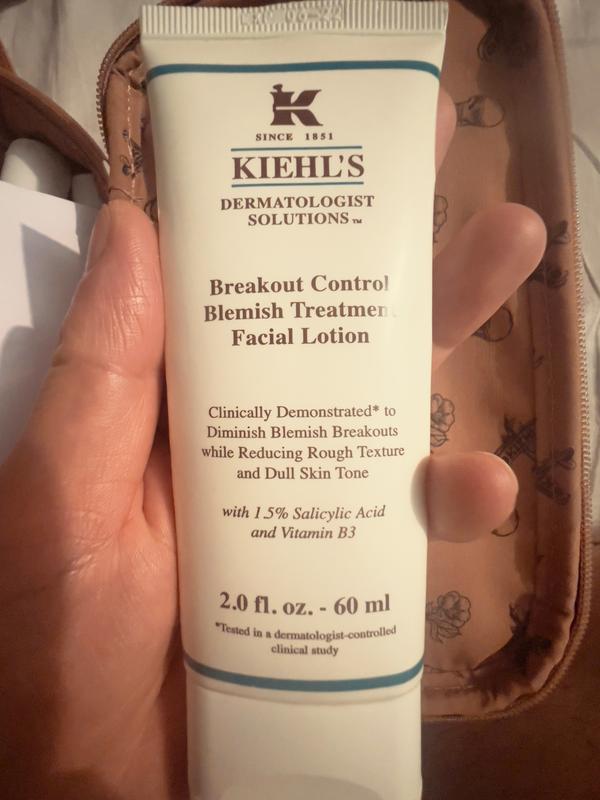 K
SINCE 1851
KIEHL'S
DERMATOLOGIST
SOLUTIONS™
Breakout Control
Blemish Treatment
Facial Lotion
Clinically Demonstrated* to
Diminish Blemish Breakouts
while Reducing Rough Texture
and Dull Skin Tone
with 1.5% Salicylic Acid
and Vitamin B3
2.0 fl. oz. - 60 ml
*Tested in a dermatologist-controlled
clinical study